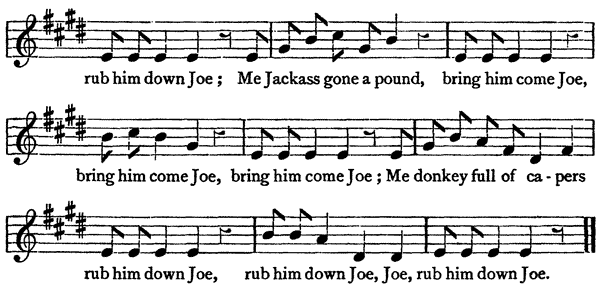 rub him down Joe; Me Jackass gone a pound, bring him come Joe,
bring him come Joe, bring him come Joe; Me donkey full of ca-pers
rub him down Joe, rub him down Joe, Joe, rub him down Joe.